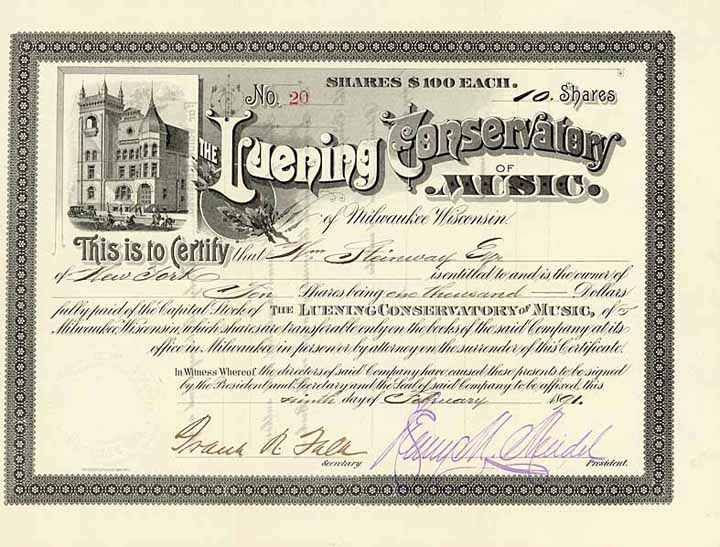 SHARES $100 EACH.
No. 20
10. Shares
THE Luening Conservatory
OF
MUSIC.
of Milwaukee Wisconsin.
This is to Certify that Wm Steinway Esq
of New York is entitled to and is the owner of
Ten Shares being one thousand Dollars
fully paid of the Capital Stock of THE LUENING CONSERVATORY OF MUSIC, of
Milwaukee, Wisconsin, which shares are transferable only on the books of the said Company at its
office in Milwaukee in person or by attorney on the surrender of this Certificate.
In Witness Whereof the directors of said Company have caused these presents to be signed
by the President and Secretary and the Seal of said Company to be affixed, this
ninth day of February 1891.
Frank R. Falk
Secretary
President.